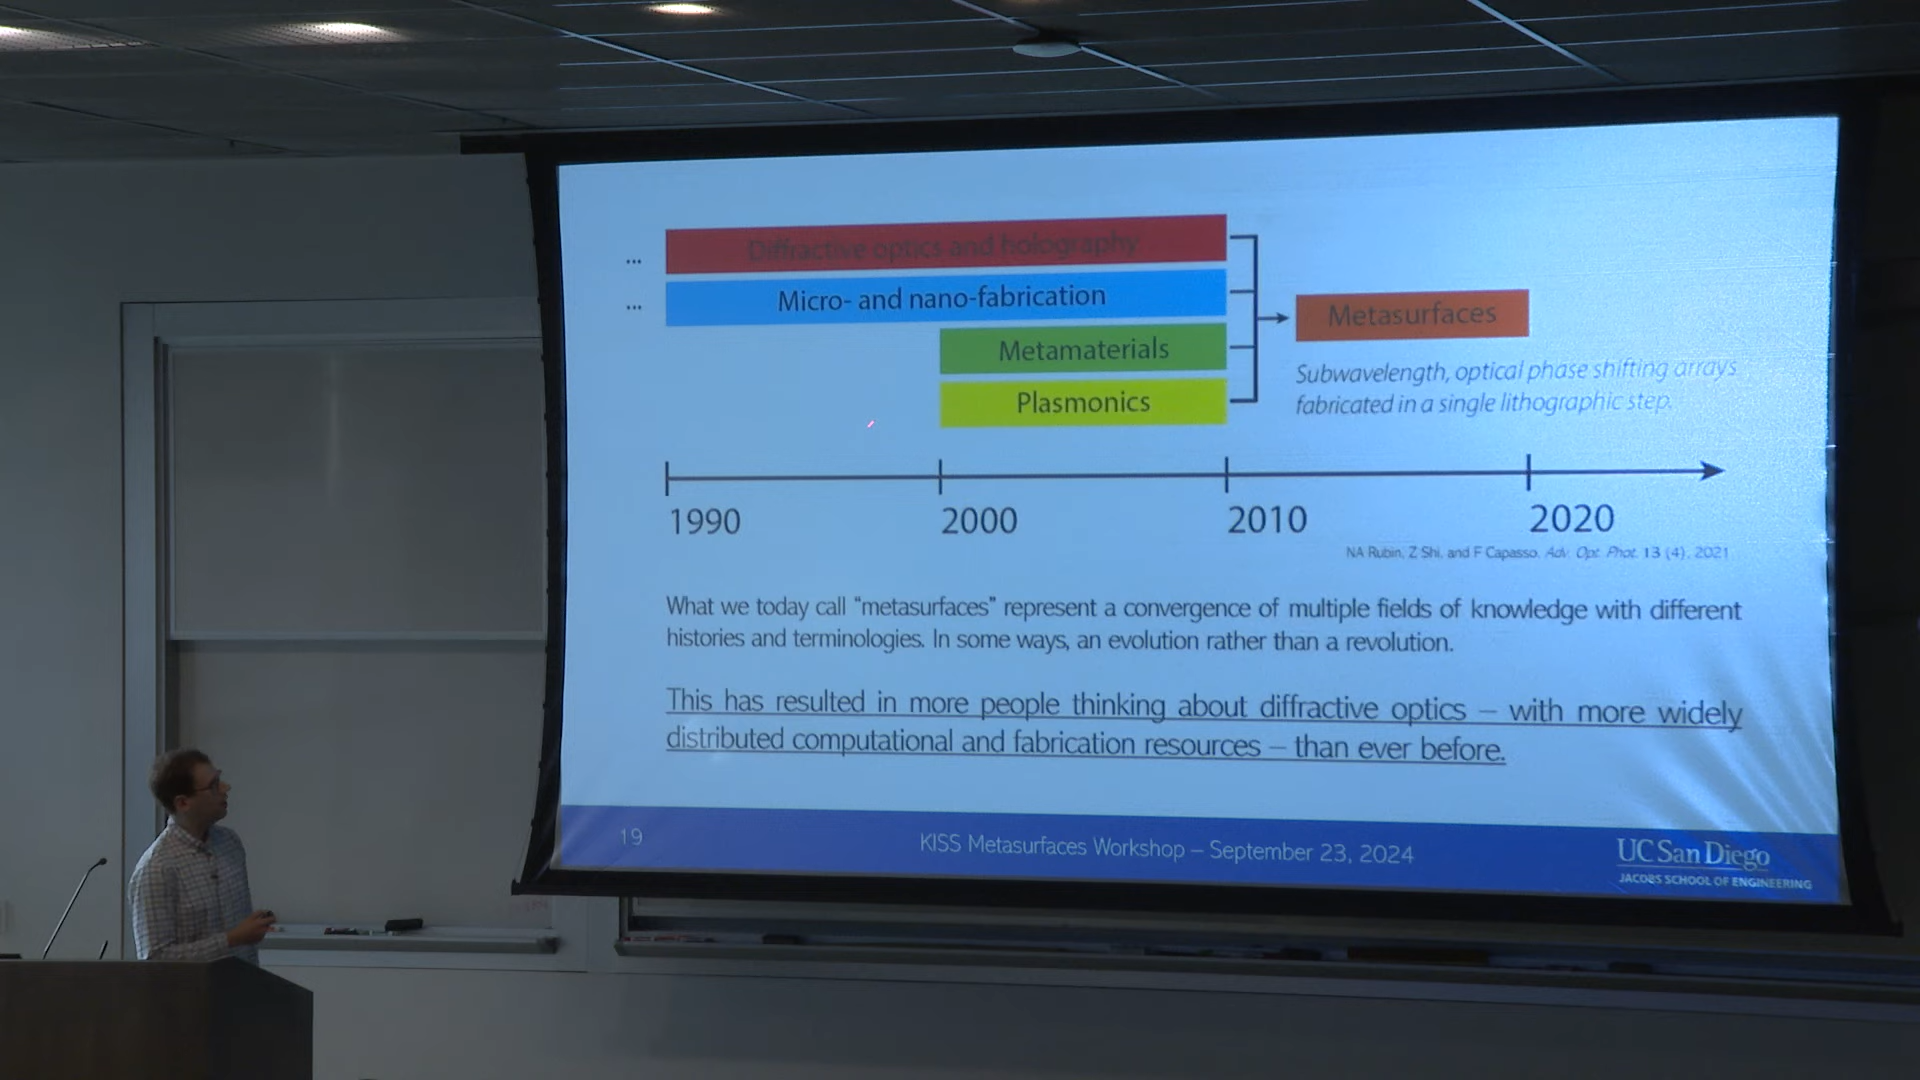 ... Diffractive optics and holography
... Micro- and nano-fabrication
Metamaterials
Plasmonics
Metasurfaces
Subwavelength, optical phase shifting arrays
fabricated in a single lithographic step.
1990 2000 2010 2020
NA Rubin, Z Shi, and F Capasso. Adv. Opt. Phot. 13 (4), 2021
What we today call "metasurfaces" represent a convergence of multiple fields of knowledge with different
histories and terminologies. In some ways, an evolution rather than a revolution.
This has resulted in more people thinking about diffractive optics – with more widely
distributed computational and fabrication resources – than ever before.
19
KISS Metasurfaces Workshop – September 23, 2024
UC San Diego
JACOBS SCHOOL OF ENGINEERING